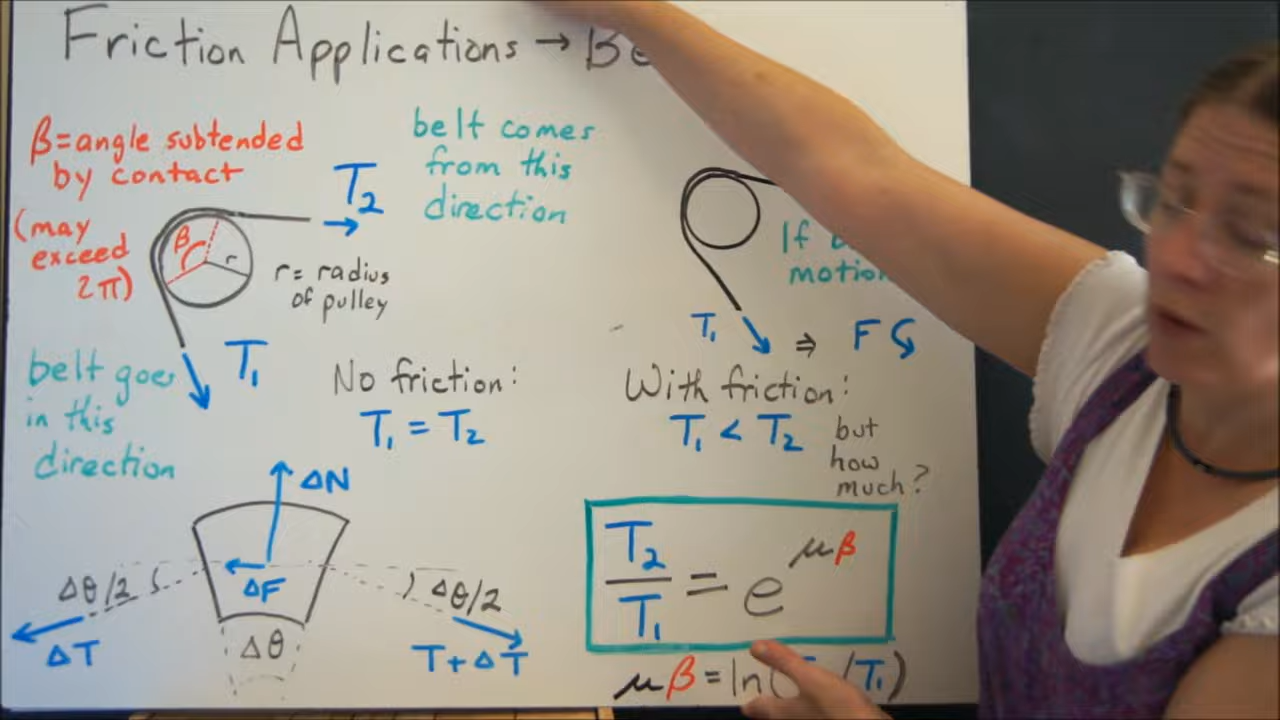 Friction Applications → Be
β=angle subtended
by contact
(may
exceed
2π)
T₂
β
r
r= radius
of pulley
T₁
belt comes
from this
direction
belt goes
in this
direction
No friction:
T₁ = T₂
If
motion
T₁ ⇒ F
With friction:
T₁ < T₂
but
how
much?
ΔN
ΔF
Δθ/2
Δθ/2
ΔT
Δθ
T+ΔT
T₂/T₁ = e^μβ
μβ=ln( /T₁)